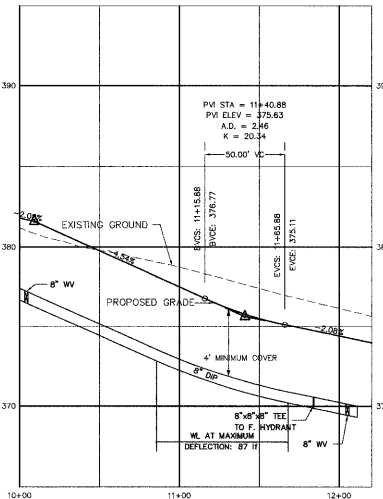 390
39
PVI STA = 11+40.88
PVI ELEV = 375.63
A.D. = 2.46
K = 20.34
50.00' VC
BVCS: 11+15.88
BVCE: 376.77
EVCS: 11+65.88
EVCE: 375.11
EXISTING GROUND
-4.54%
380
38
8" WV
PROPOSED GRADE
-2.08%
4' MINIMUM COVER
8" DIP
370
37
8"x8"x8" TEE
TO F. HYDRANT
WL AT MAXIMUM
DEFLECTION: 87 lf
8" WV
10+00
11+00
12+00